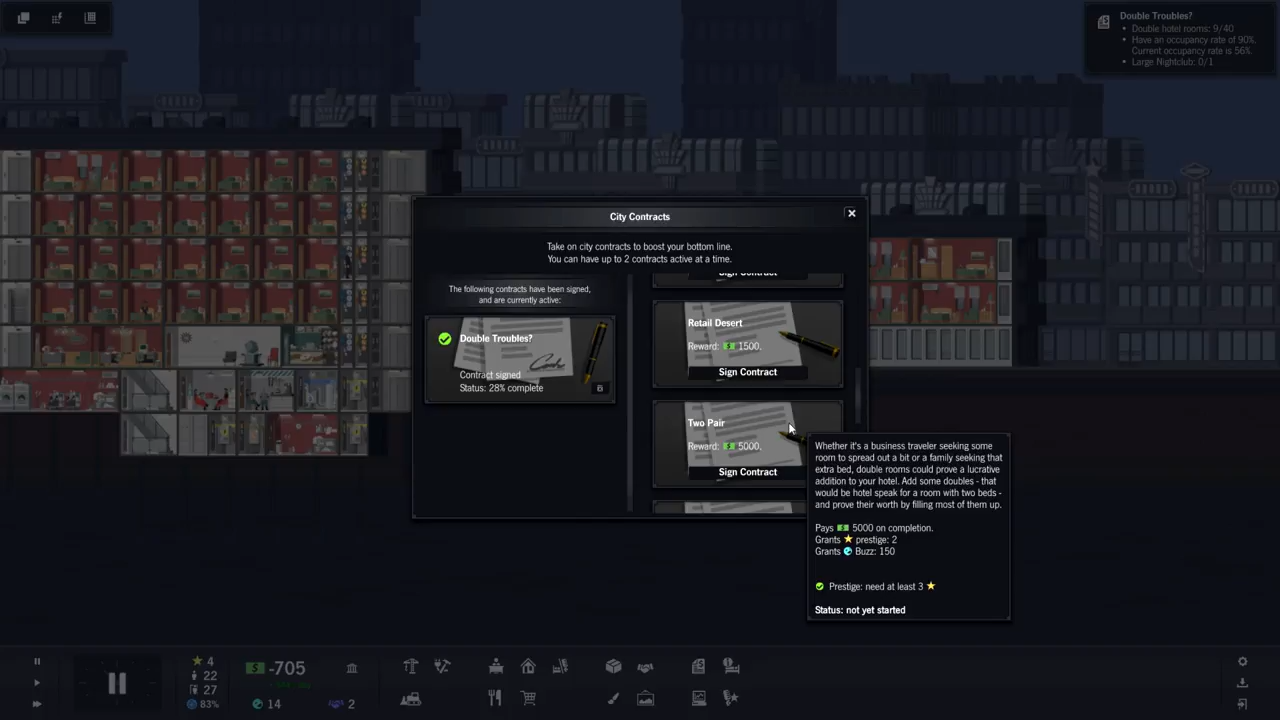 Double Troubles?
• Double hotel rooms: 9/40
• Have an occupancy rate of 90%.
Current occupancy rate is 56%.
• Large Nightclub: 0/1
City Contracts
Take on city contracts to boost your bottom line.
You can have up to 2 contracts active at a time.
The following contracts have been signed,
and are currently active:
Double Troubles?
Contract signed
Status: 28% complete
Sign Contract
Retail Desert
Reward: 1500.
Sign Contract
Two Pair
Reward: 5000.
Sign Contract
Whether it's a business traveler seeking some
room to spread out a bit or a family seeking that
extra bed, double rooms could prove a lucrative
addition to your hotel. Add some doubles - that
would be hotel speak for a room with two beds -
and prove their worth by filling most of them up.
Pays 5000 on completion.
Grants prestige: 2
Grants Buzz: 150
Prestige: need at least 3
Status: not yet started
4
22
27
83%
-705
14
2